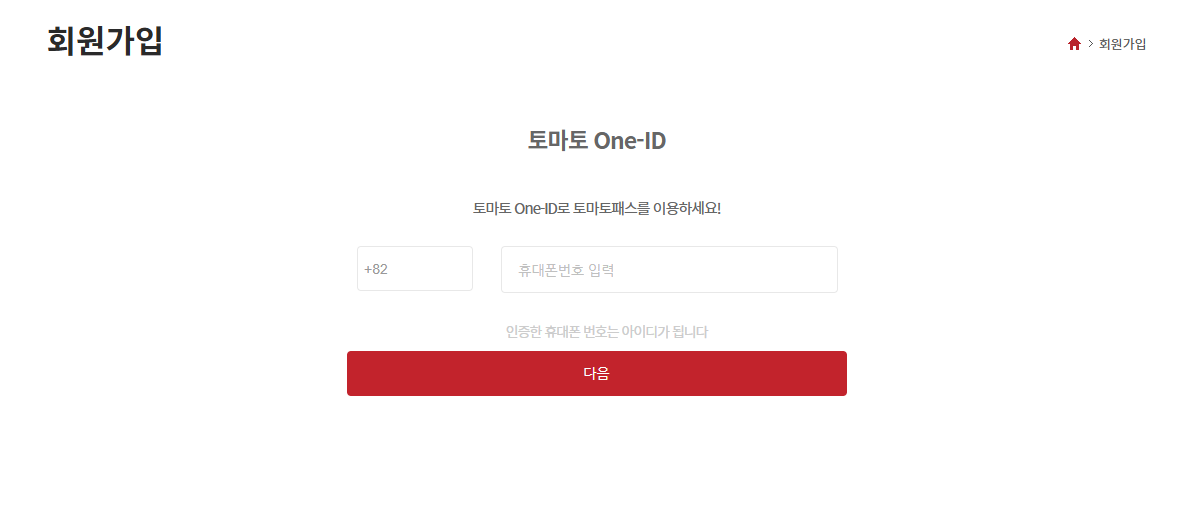 회원가입
> 회원가입
토마토 One-ID
토마토 One-ID로 토마토패스를 이용하세요!
+82 휴대폰번호 입력
인증한 휴대폰 번호는 아이디가 됩니다
다음